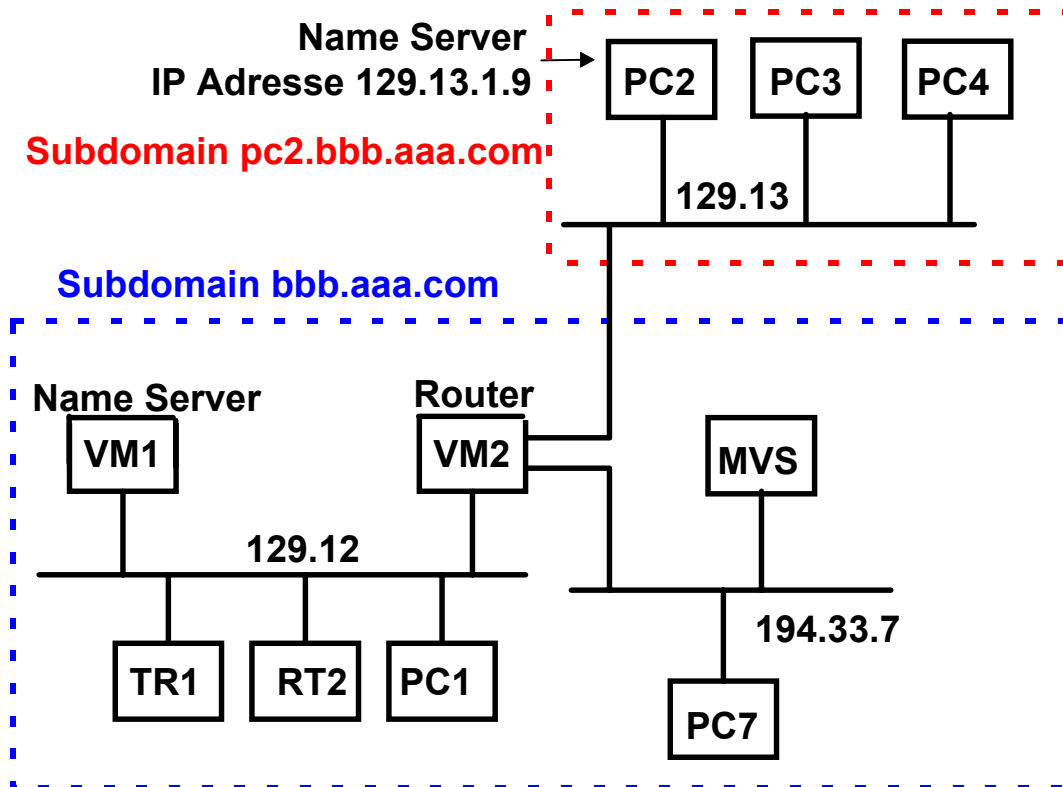 Name Server
IP Adresse 129.13.1.9
PC2
PC3
PC4
Subdomain pc2.bbb.aaa.com
129.13
Subdomain bbb.aaa.com
Name Server
Router
VM1
VM2
MVS
129.12
194.33.7
TR1
RT2
PC1
PC7